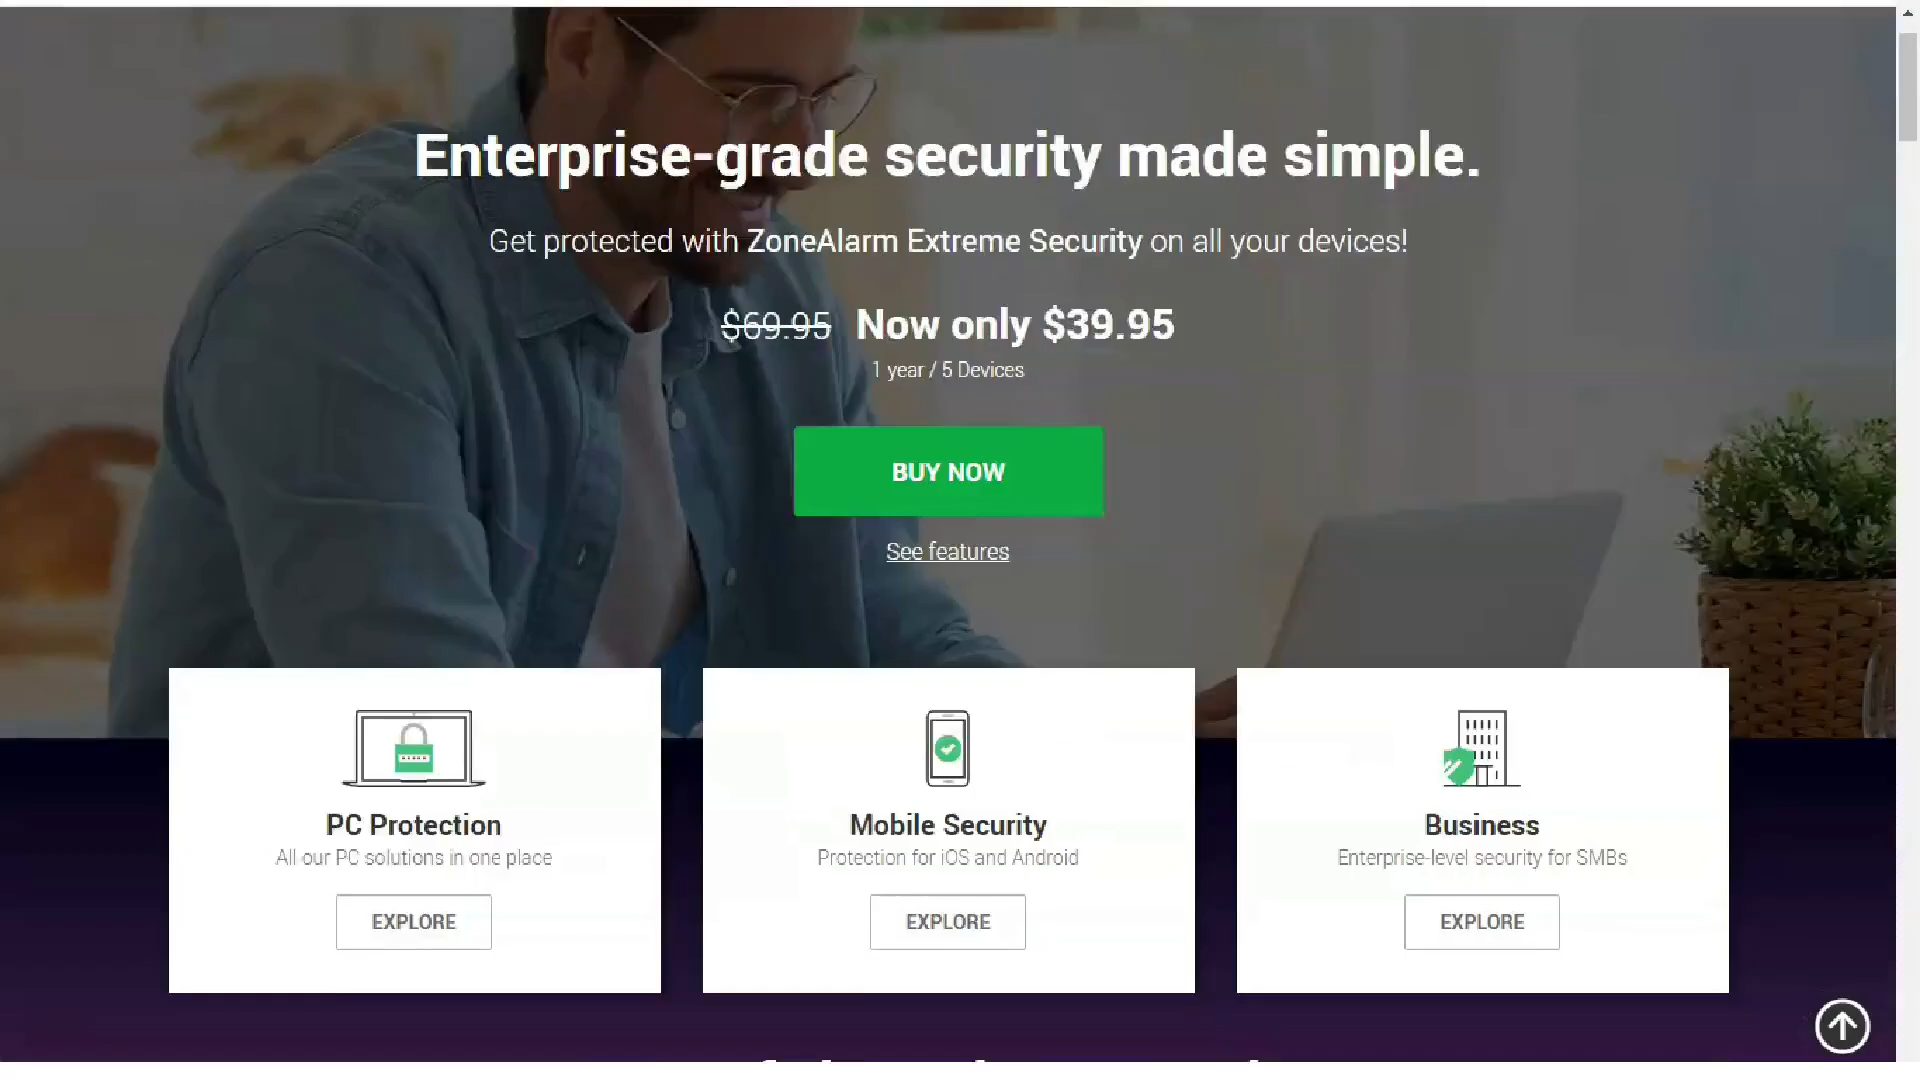 Enterprise-grade security made simple.
Get protected with ZoneAlarm Extreme Security on all your devices!
$69.95 Now only $39.95
1 year / 5 Devices
BUY NOW
See features
PC Protection
All our PC solutions in one place
EXPLORE
Mobile Security
Protection for iOS and Android
EXPLORE
Business
Enterprise-level security for SMBs
EXPLORE